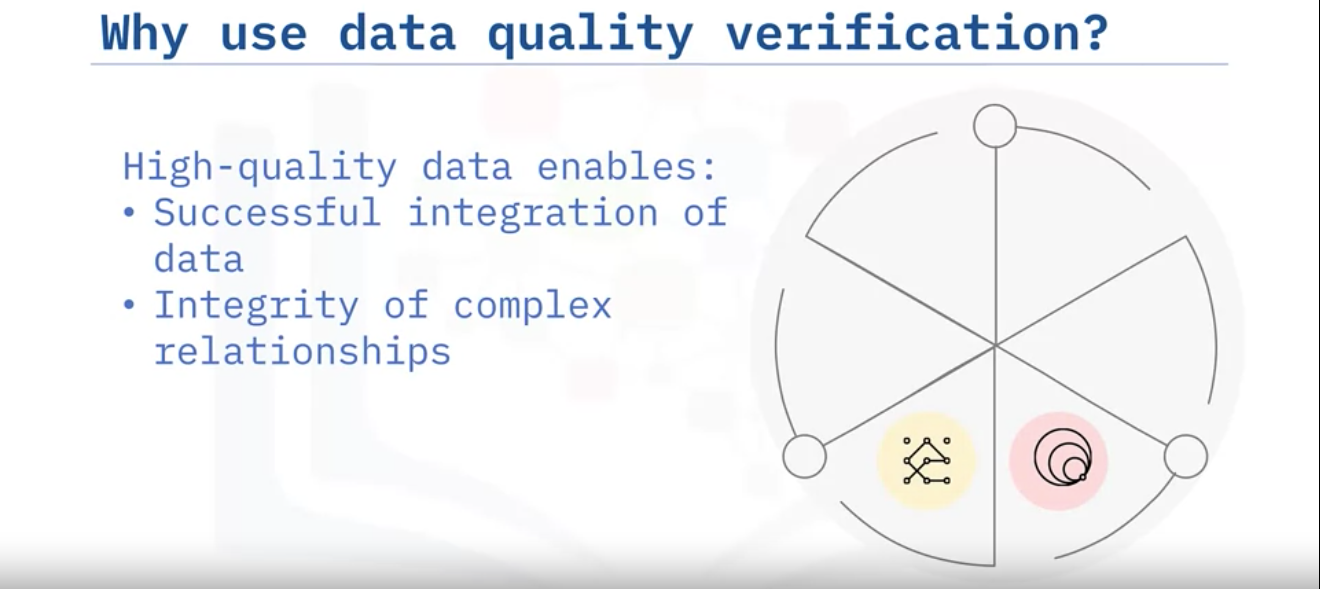 Why use data quality verification?
High-quality data enables:
• Successful integration of
data
• Integrity of complex
relationships